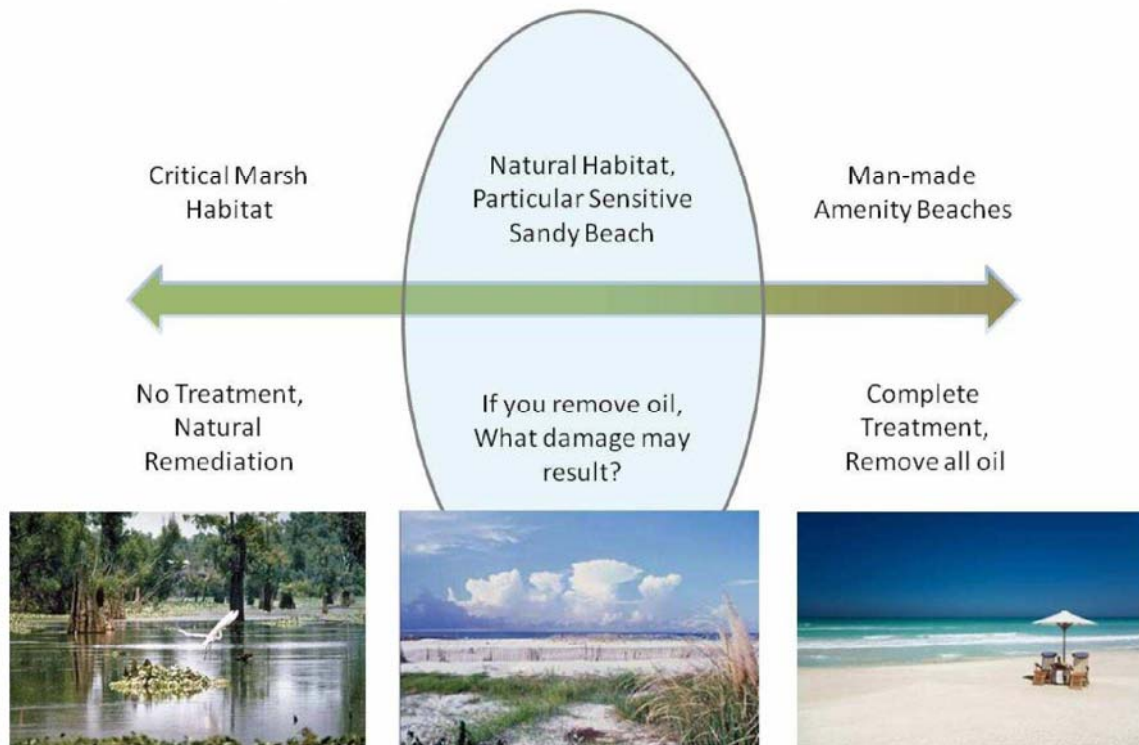 Critical Marsh
Habitat
Natural Habitat,
Particular Sensitive
Sandy Beach
Man-made
Amenity Beaches
No Treatment,
Natural
Remediation
If you remove oil,
What damage may
result?
Complete
Treatment,
Remove all oil